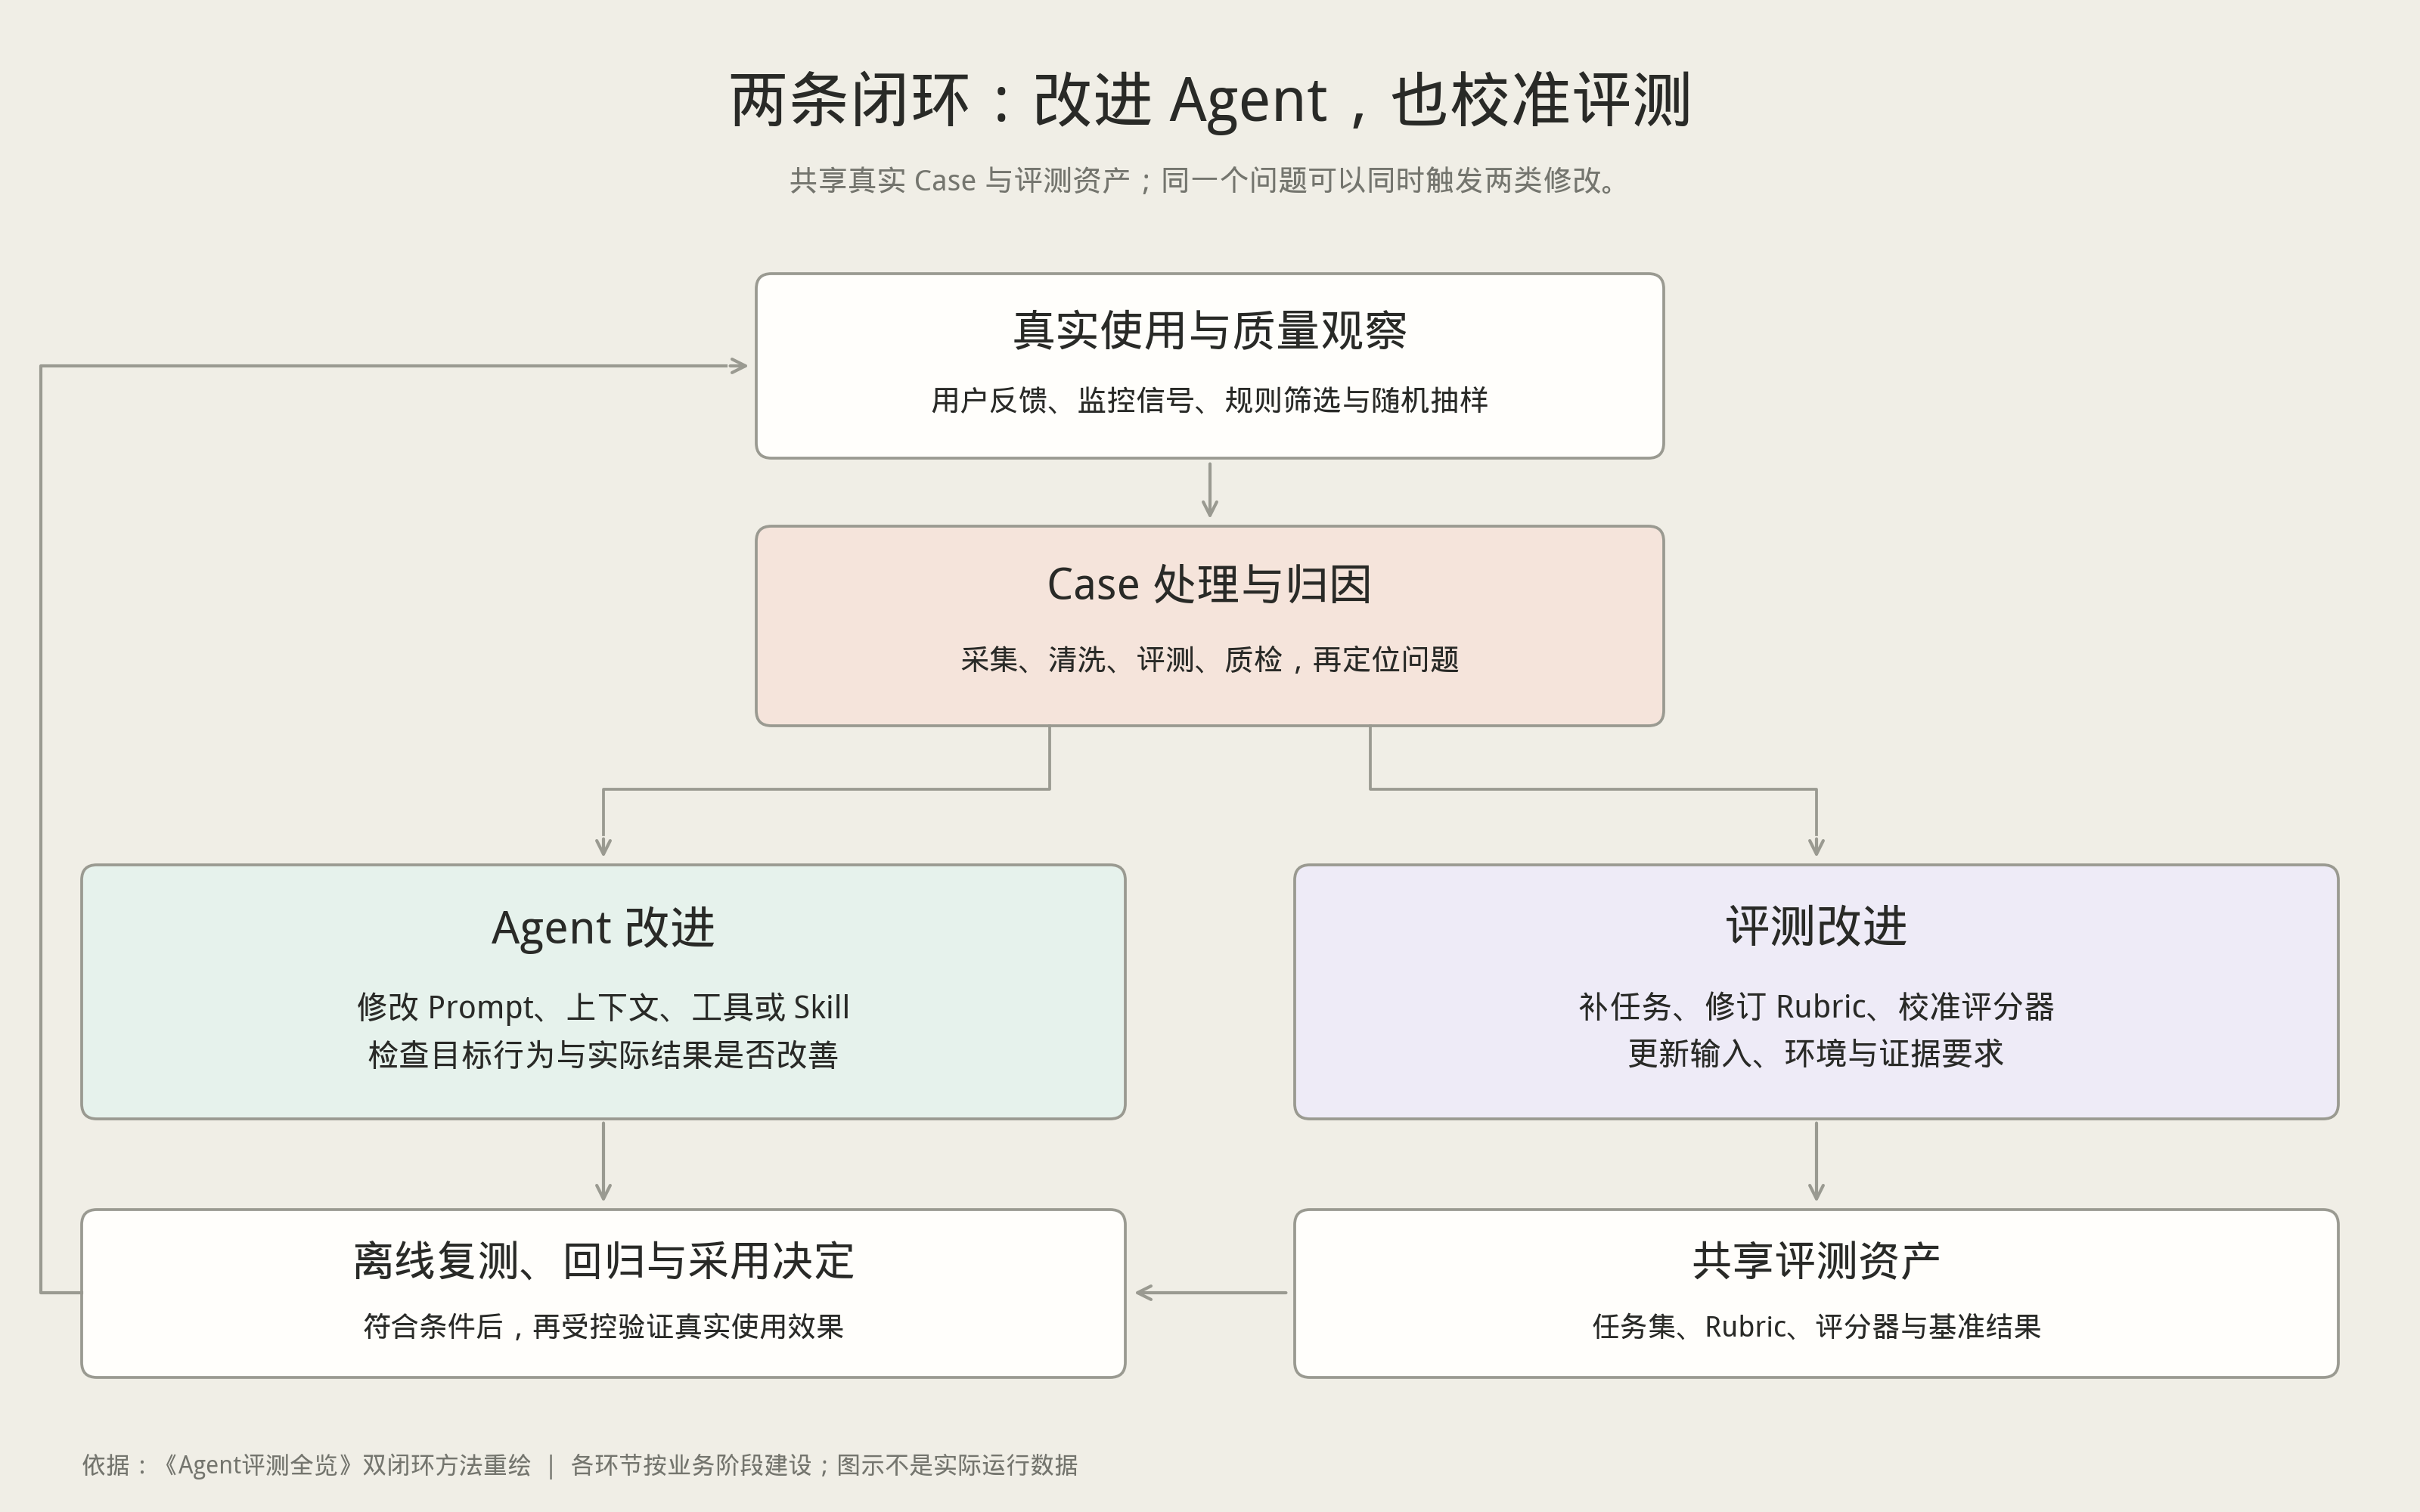 两条闭环：改进 Agent，也校准评测
共享真实 Case 与评测资产；同一个问题可以同时触发两类修改。
真实使用与质量观察
用户反馈、监控信号、规则筛选与随机抽样
Case 处理与归因
采集、清洗、评测、质检，再定位问题
Agent 改进
修改 Prompt、上下文、工具或 Skill
检查目标行为与实际结果是否改善
评测改进
补任务、修订 Rubric、校准评分器
更新输入、环境与证据要求
离线复测、回归与采用决定
符合条件后，再受控验证真实使用效果
共享评测资产
任务集、Rubric、评分器与基准结果
依据：《Agent评测全览》双闭环方法重绘 ｜ 各环节按业务阶段建设；图示不是实际运行数据